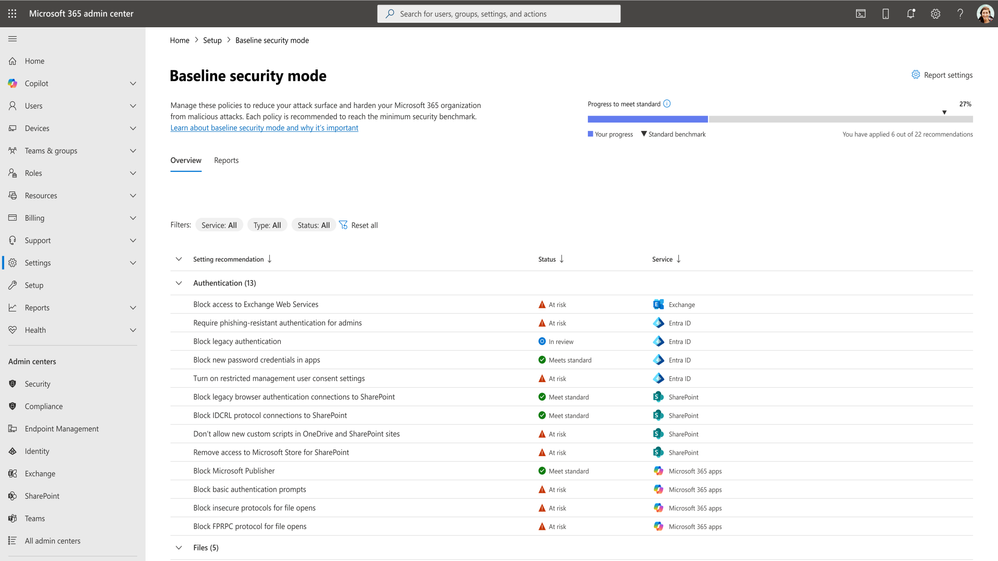 Microsoft 365 admin center
Search for users, groups, settings, and actions
Home
Copilot
Users
Devices
Teams & groups
Roles
Resources
Billing
Support
Settings
Setup
Reports
Health
Admin centers
Security
Compliance
Endpoint Management
Identity
Exchange
SharePoint
Teams
All admin centers
Home > Setup > Baseline security mode
Baseline security mode
Report settings
Manage these policies to reduce your attack surface and harden your Microsoft 365 organization
from malicious attacks. Each policy is recommended to reach the minimum security benchmark.
Learn about baseline security mode and why it's important
Progress to meet standard 27%
Your progress Standard benchmark You have applied 6 out of 22 recommendations
Overview Reports
Filters: Service: All Type: All Status: All Reset all
Setting recommendation ↓ Status ↓ Service ↓
Authentication (13)
Block access to Exchange Web Services At risk Exchange
Require phishing-resistant authentication for admins At risk Entra ID
Block legacy authentication In review Entra ID
Block new password credentials in apps Meets standard Entra ID
Turn on restricted management user consent settings At risk Entra ID
Block legacy browser authentication connections to SharePoint Meet standard SharePoint
Block IDCRL protocol connections to SharePoint Meet standard SharePoint
Don't allow new custom scripts in OneDrive and SharePoint sites At risk SharePoint
Remove access to Microsoft Store for SharePoint At risk SharePoint
Block Microsoft Publisher Meet standard Microsoft 365 apps
Block basic authentication prompts At risk Microsoft 365 apps
Block insecure protocols for file opens At risk Microsoft 365 apps
Block FPRPC protocol for file opens At risk Microsoft 365 apps
Files (5)